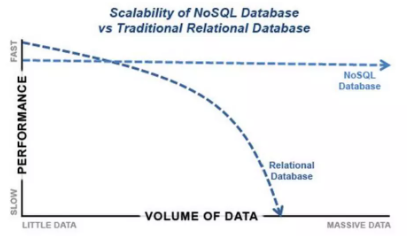 Scalability of NoSQL Database
vs Traditional Relational Database
FAST
PERFORMANCE
SLOW
NoSQL
Database
Relational
Database
LITTLE DATA
VOLUME OF DATA
MASSIVE DATA